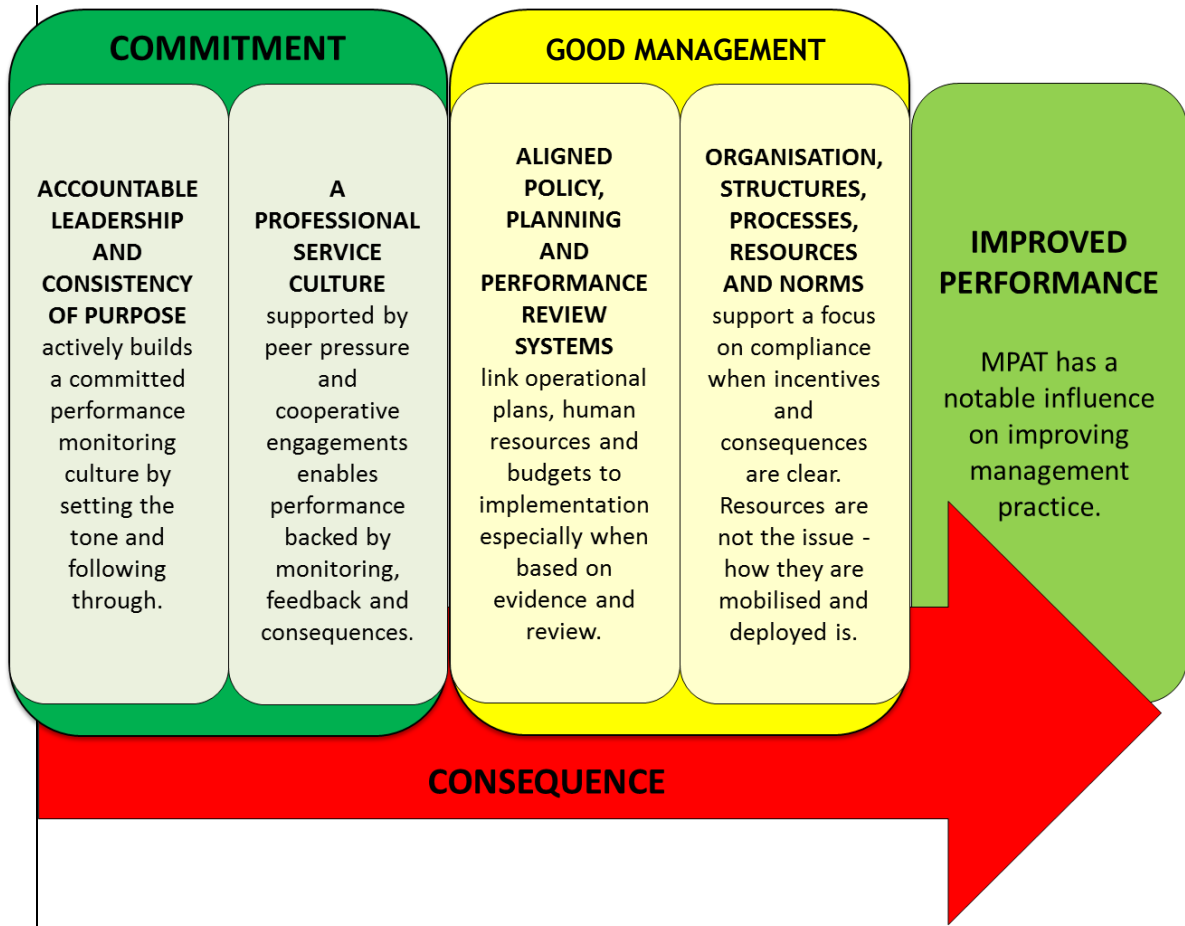 COMMITMENT
ACCOUNTABLE
LEADERSHIP
AND
CONSISTENCY
OF PURPOSE
actively builds
a committed
performance
monitoring
culture by
setting the
tone and
following
through.
A
PROFESSIONAL
SERVICE
CULTURE
supported by
peer pressure
and
cooperative
engagements
enables
performance
backed by
monitoring,
feedback and
consequences.
GOOD MANAGEMENT
ALIGNED
POLICY,
PLANNING
AND
PERFORMANCE
REVIEW
SYSTEMS
link operational
plans, human
resources and
budgets to
implementation
especially when
based on
evidence and
review.
ORGANISATION,
STRUCTURES,
PROCESSES,
RESOURCES
AND NORMS
support a focus
on compliance
when incentives
and
consequences
are clear.
Resources are
not the issue -
how they are
mobilised and
deployed is.
IMPROVED
PERFORMANCE
MPAT has a
notable influence
on improving
management
practice.
CONSEQUENCE